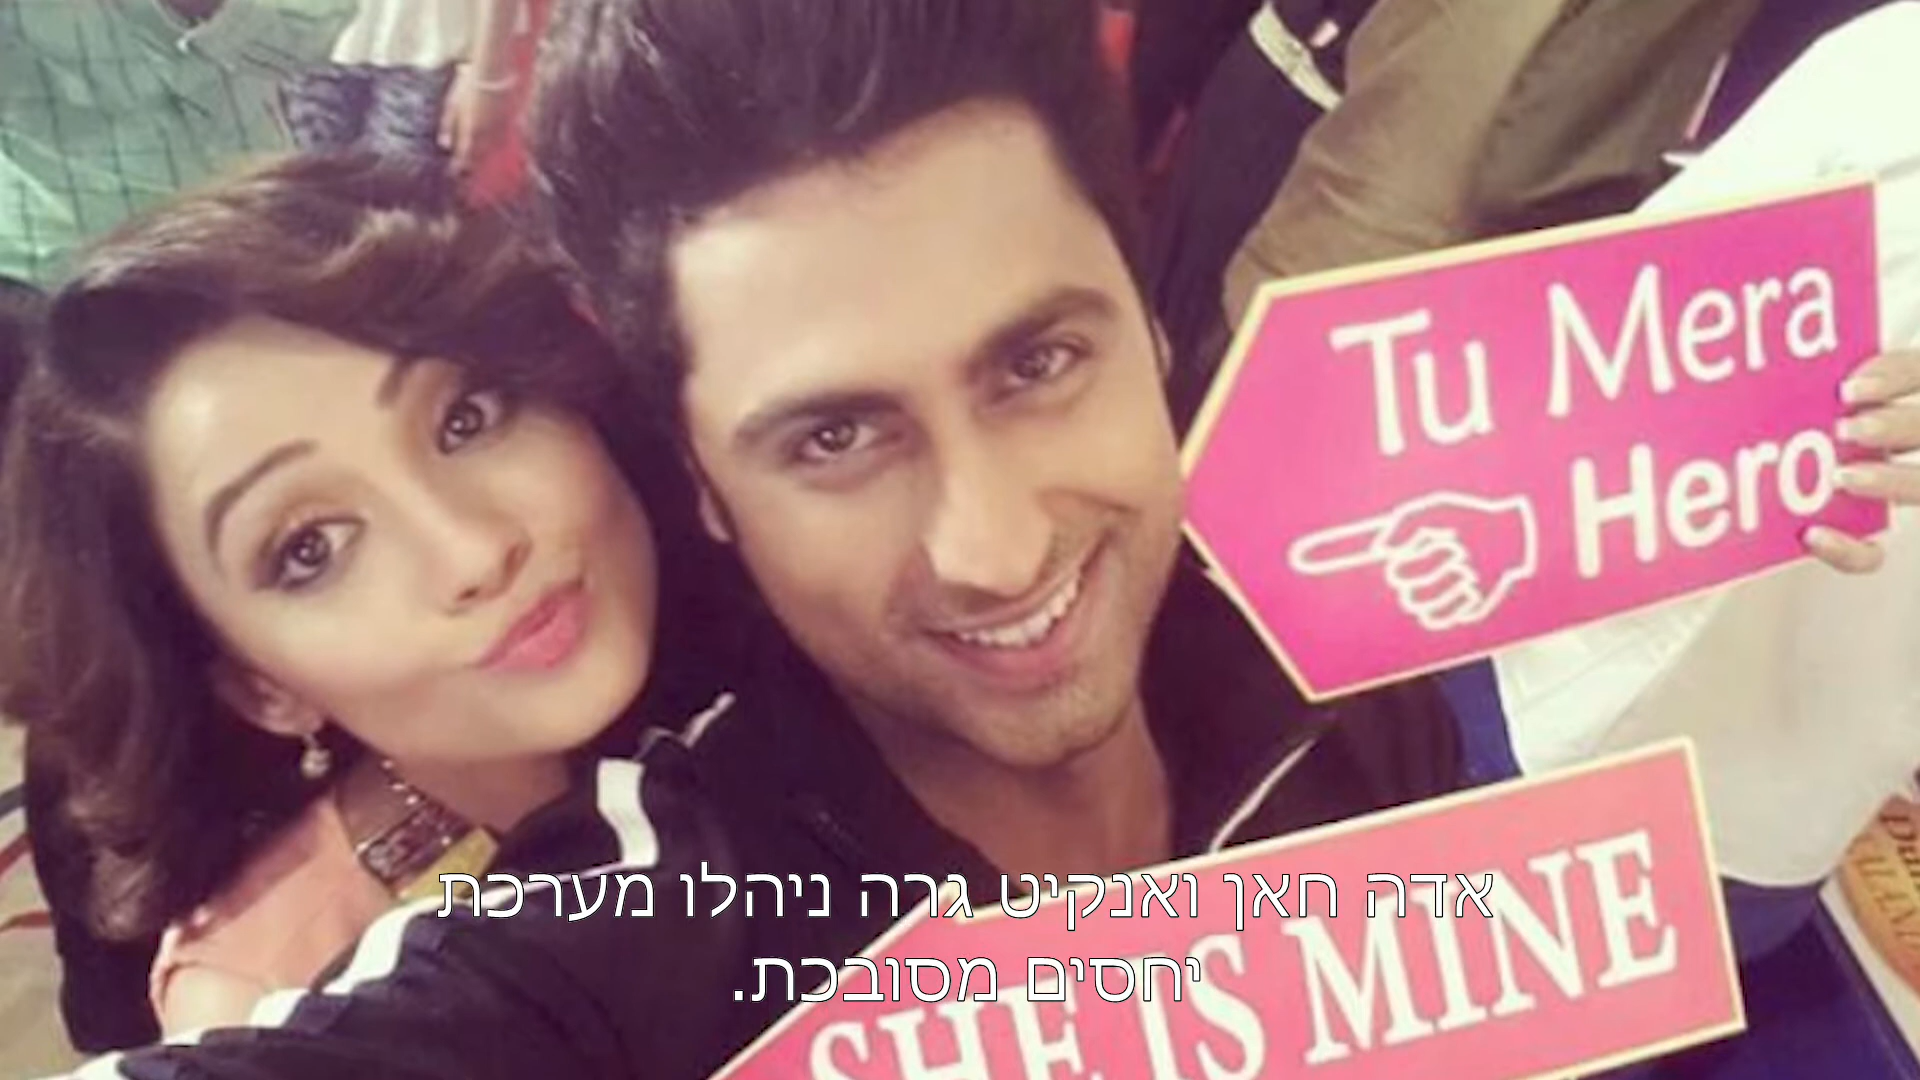 Tu Mera
Hero
SHE IS MINE
אדה חאן ואנקיט גרה ניהלו מערכת
יחסים מסובכת.